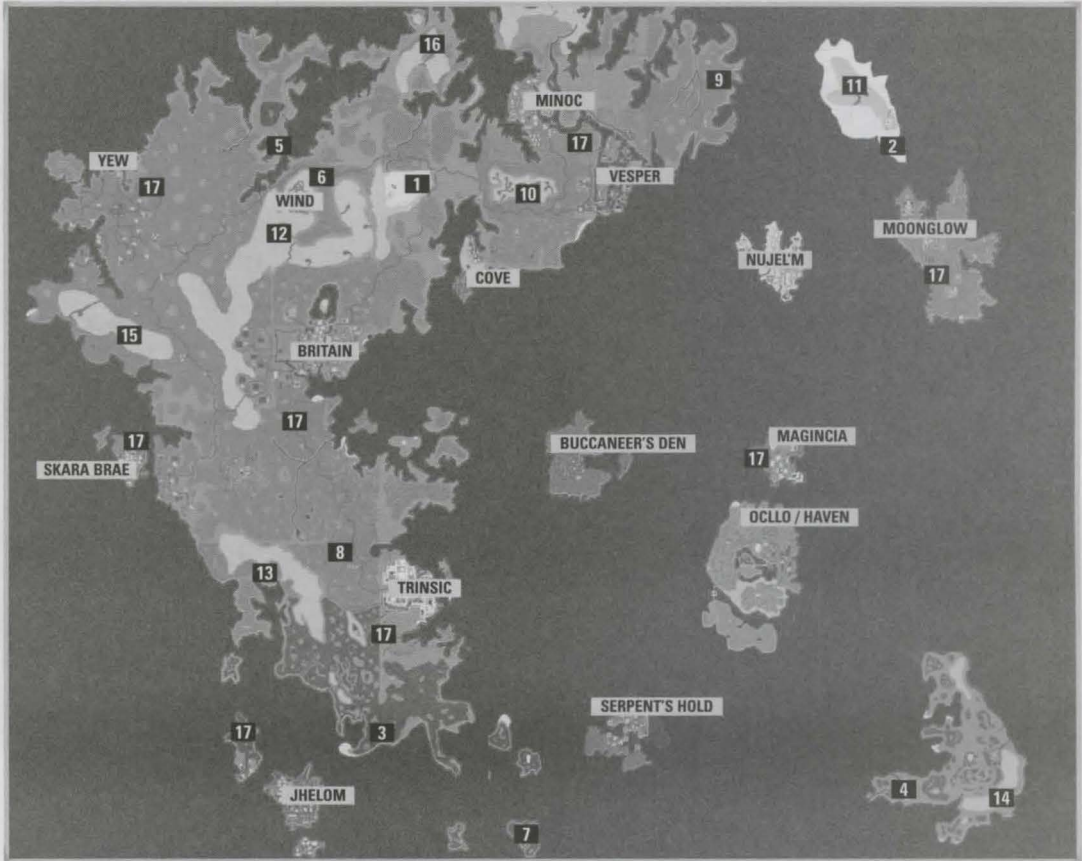 16
11
9
MINOC
17
5
2
YEW
17
6
VESPER
WIND
1
10
MOONGLOW
12
NUJEL'M
17
COVE
15
BRITAIN
17
17
BUCCANEER'S DEN
MAGINCIA
17
SKARA BRAE
OCLLO / HAVEN
8
13
TRINSIC
17
SERPENT'S HOLD
17
3
4
14
JHELOM
7